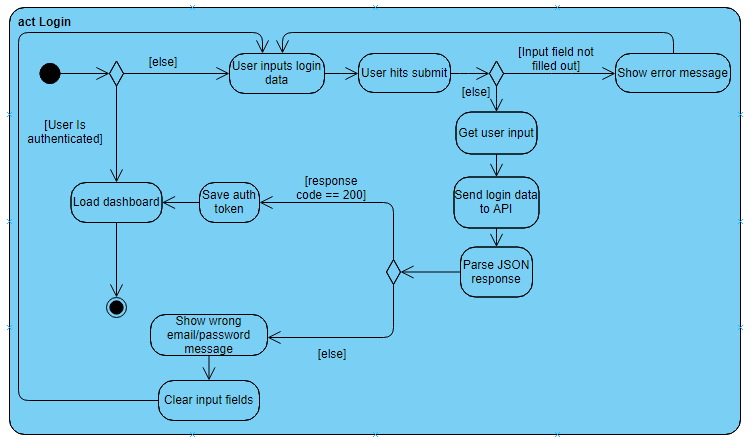 act Login
[else]
User inputs login
data
User hits submit
[Input field not
filled out]
Show error message
[else]
[User Is
authenticated]
Get user input
Load dashboard
Save auth
token
[response
code == 200]
Send login data
to API
Parse JSON
response
Show wrong
email/password
message
[else]
Clear input fields